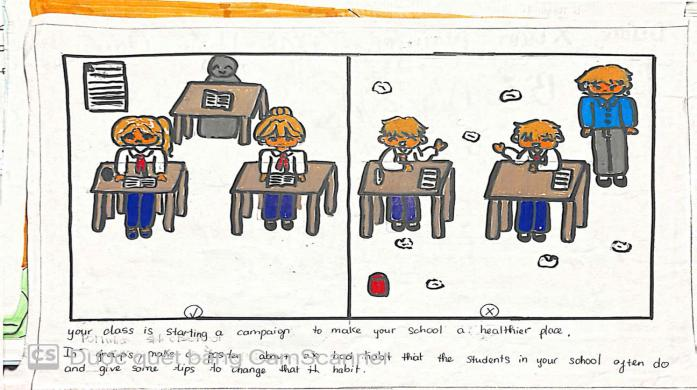 ✓
x
your class is starting a campaign to make your school a healthier place.
In groups, make a poster about bad habit that the students in your school often do
CS Được quét bằng CamScanner
and give some tips to change that habit.